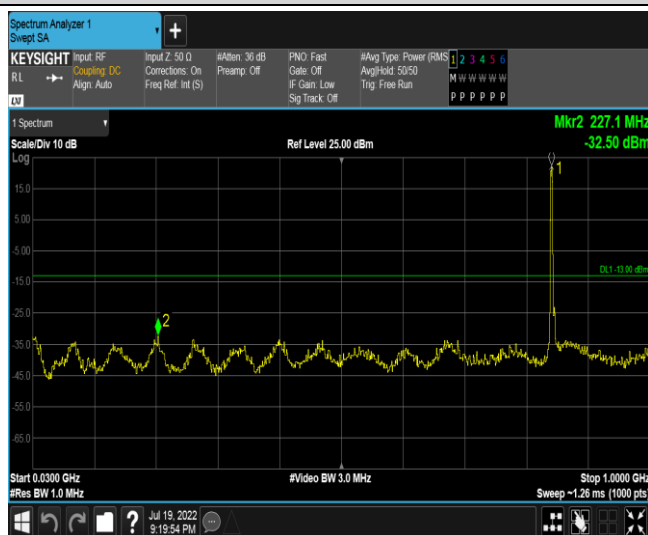 Spectrum Analyzer 1
Swept SA
+
KEYSIGHT
RL
Input: RF
Coupling: DC
Align: Auto
Input Z: 50 Ω
Corrections: On
Freq Ref: Int (S)
#Atten: 36 dB
Preamp: Off
PNO: Fast
Gate: Off
IF Gain: Low
Sig Track: Off
#Avg Type: Power (RMS
Avg|Hold: 50/50
Trig: Free Run
1 2 3 4 5 6
M W W W W W
P P P P P P
LXI
1 Spectrum
Mkr2 227.1 MHz
Scale/Div 10 dB
Ref Level 25.00 dBm
-32.50 dBm
Log
1
15.0
5.00
-5.00
DL1 -13.00 dBm
-15.0
-25.0
2
-35.0
-45.0
-55.0
-65.0
Start 0.0300 GHz
#Video BW 3.0 MHz
Stop 1.0000 GHz
#Res BW 1.0 MHz
Sweep ~1.26 ms (1000 pts)
?
Jul 19, 2022
9:19:54 PM